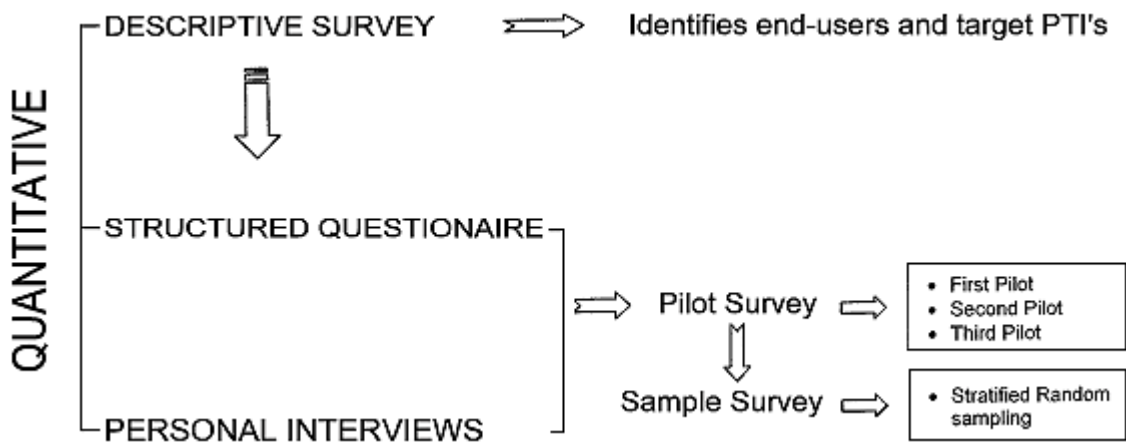 DESCRIPTIVE SURVEY
Identifies end-users and target PTI's
QUANTITATIVE
STRUCTURED QUESTIONAIRE
Pilot Survey
• First Pilot
• Second Pilot
• Third Pilot
Sample Survey
• Stratified Random
sampling
PERSONAL INTERVIEWS